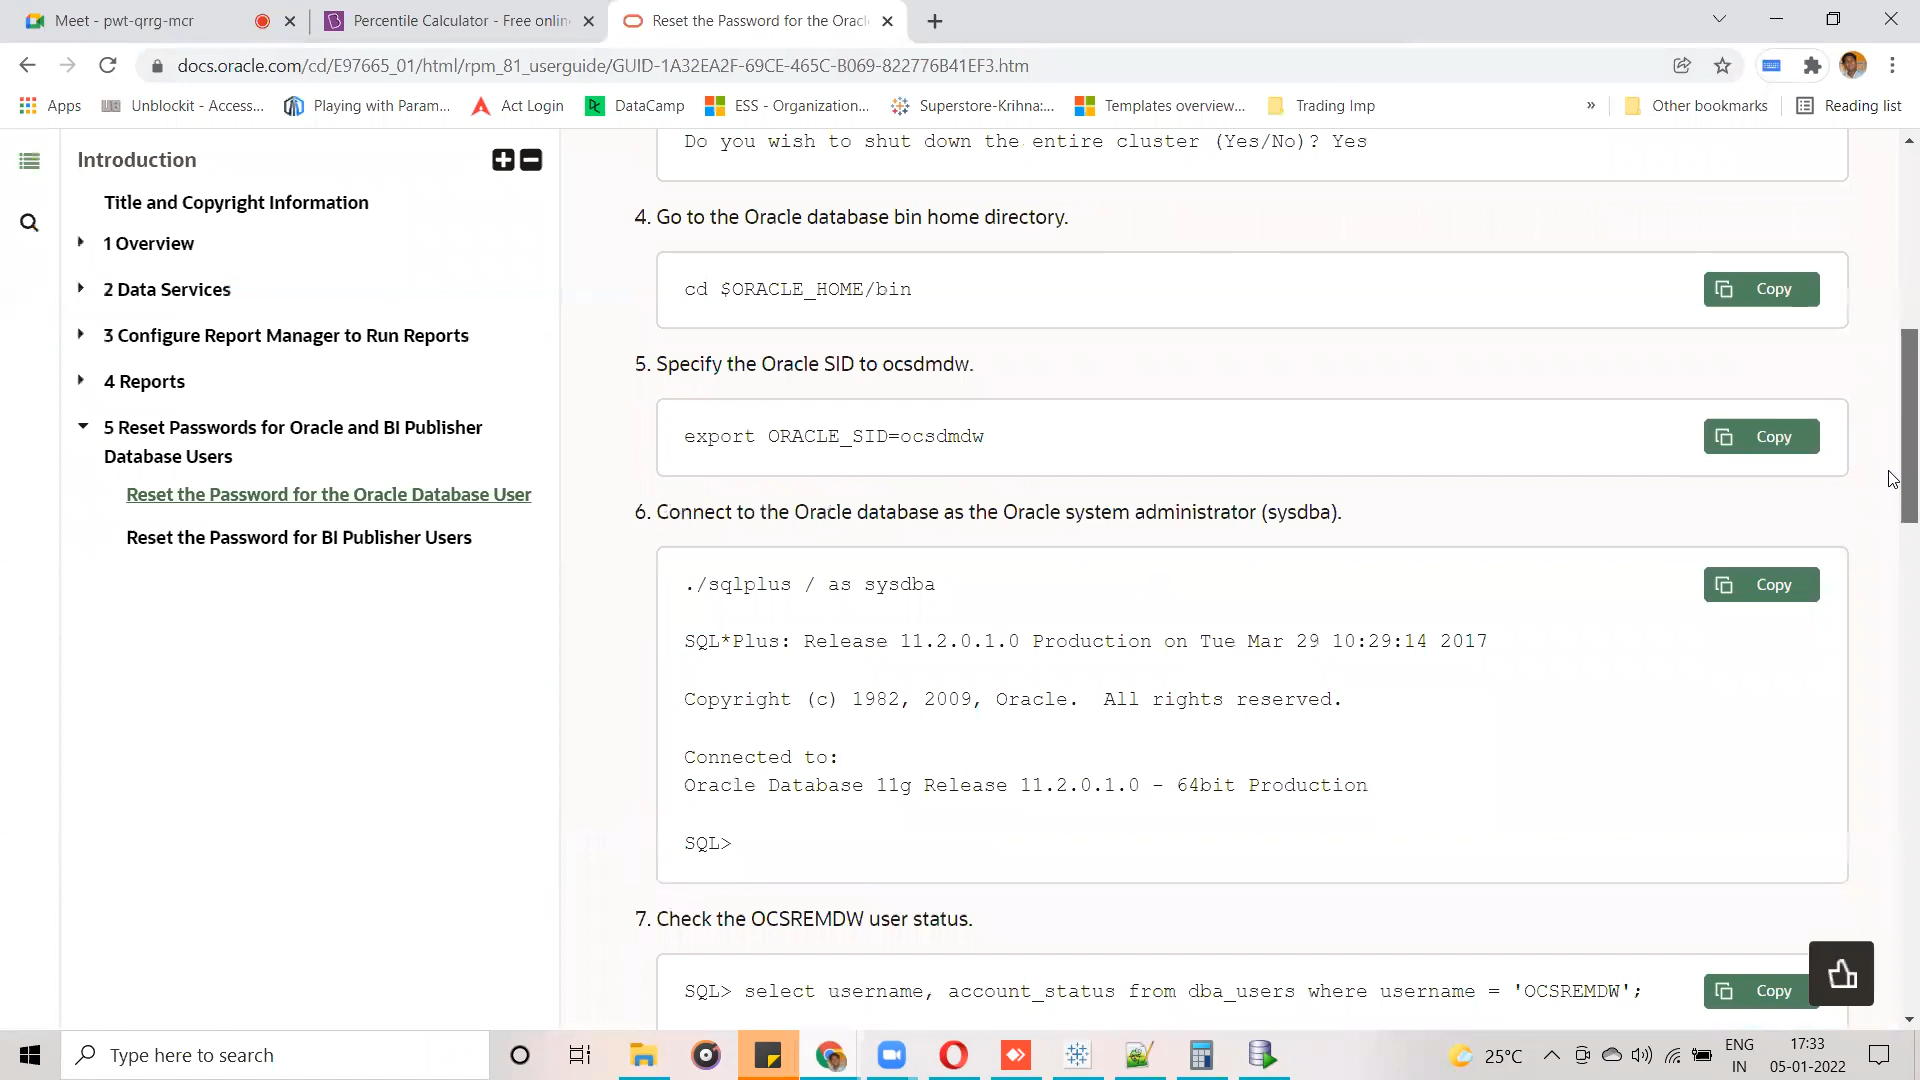 Meet - pwt-qrrg-mcr
Percentile Calculator - Free onlin
Reset the Password for the Oracl
docs.oracle.com/cd/E97665_01/html/rpm_81_userguide/GUID-1A32EA2F-69CE-465C-B069-822776B41EF3.htm
Apps
Unblockit - Access...
Playing with Param...
Act Login
DataCamp
ESS - Organization...
Superstore-Krihna:...
Templates overview...
Trading Imp
»
Other bookmarks
Reading list
Introduction
Title and Copyright Information
1 Overview
2 Data Services
3 Configure Report Manager to Run Reports
4 Reports
5 Reset Passwords for Oracle and BI Publisher
Database Users
Reset the Password for the Oracle Database User
Reset the Password for BI Publisher Users
Do you wish to shut down the entire cluster (Yes/No)? Yes
4. Go to the Oracle database bin home directory.
cd $ORACLE_HOME/bin
Copy
5. Specify the Oracle SID to ocsdmdw.
export ORACLE_SID=ocsdmdw
Copy
6. Connect to the Oracle database as the Oracle system administrator (sysdba).
./sqlplus / as sysdba
Copy
SQL*Plus: Release 11.2.0.1.0 Production on Tue Mar 29 10:29:14 2017
Copyright (c) 1982, 2009, Oracle.  All rights reserved.
Connected to:
Oracle Database 11g Release 11.2.0.1.0 - 64bit Production
SQL>
7. Check the OCSREMDW user status.
SQL> select username, account_status from dba_users where username = 'OCSREMDW';
Copy
Type here to search
25°C
ENG
IN
17:33
05-01-2022